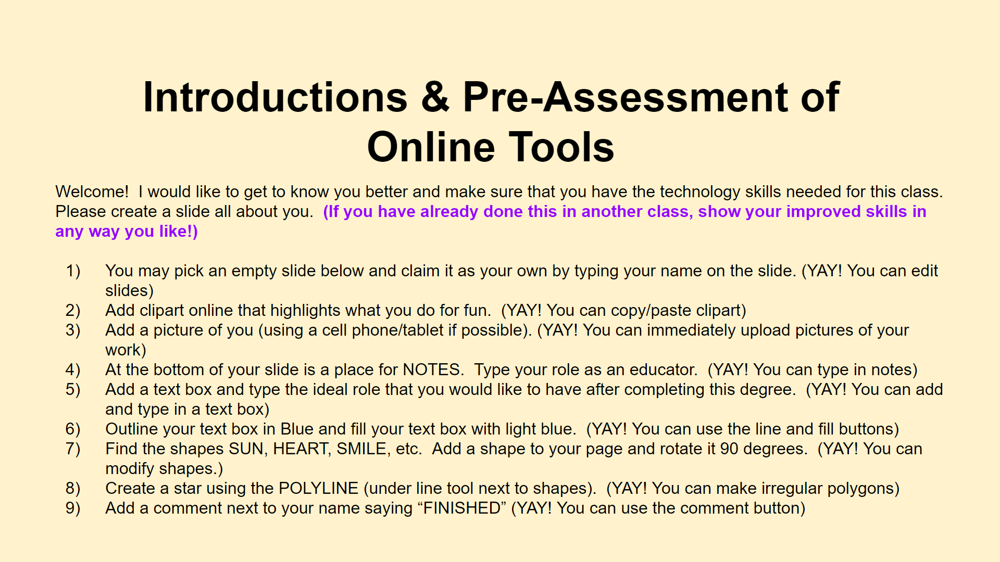 Introductions & Pre-Assessment of
Online Tools
Welcome!  I would like to get to know you better and make sure that you have the technology skills needed for this class.
Please create a slide all about you.  (If you have already done this in another class, show your improved skills in
any way you like!)
1) You may pick an empty slide below and claim it as your own by typing your name on the slide. (YAY! You can edit
slides)
2) Add clipart online that highlights what you do for fun.  (YAY! You can copy/paste clipart)
3) Add a picture of you (using a cell phone/tablet if possible). (YAY! You can immediately upload pictures of your
work)
4) At the bottom of your slide is a place for NOTES.  Type your role as an educator.  (YAY! You can type in notes)
5) Add a text box and type the ideal role that you would like to have after completing this degree.  (YAY! You can add
and type in a text box)
6) Outline your text box in Blue and fill your text box with light blue.  (YAY! You can use the line and fill buttons)
7) Find the shapes SUN, HEART, SMILE, etc.  Add a shape to your page and rotate it 90 degrees.  (YAY! You can
modify shapes.)
8) Create a star using the POLYLINE (under line tool next to shapes).  (YAY! You can make irregular polygons)
9) Add a comment next to your name saying “FINISHED” (YAY! You can use the comment button)